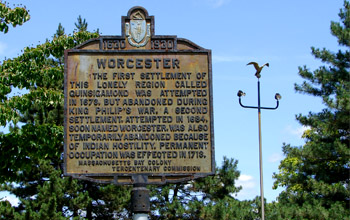 1630 1930
WORCESTER
THE FIRST SETTLEMENT OF
THIS LONELY REGION CALLED
QUINSIGAMOND WAS ATTEMPTED
IN 1673, BUT ABANDONED DURING
KING PHILIP'S WAR. A SECOND
SETTLEMENT, ATTEMPTED IN 1684,
SOON NAMED WORCESTER, WAS ALSO
TEMPORARILY ABANDONED BECAUSE
OF INDIAN HOSTILITY. PERMANENT
OCCUPATION WAS EFFECTED IN 1713.
MASSACHUSETTS BAY COLONY
TERCENTENARY COMMISSION